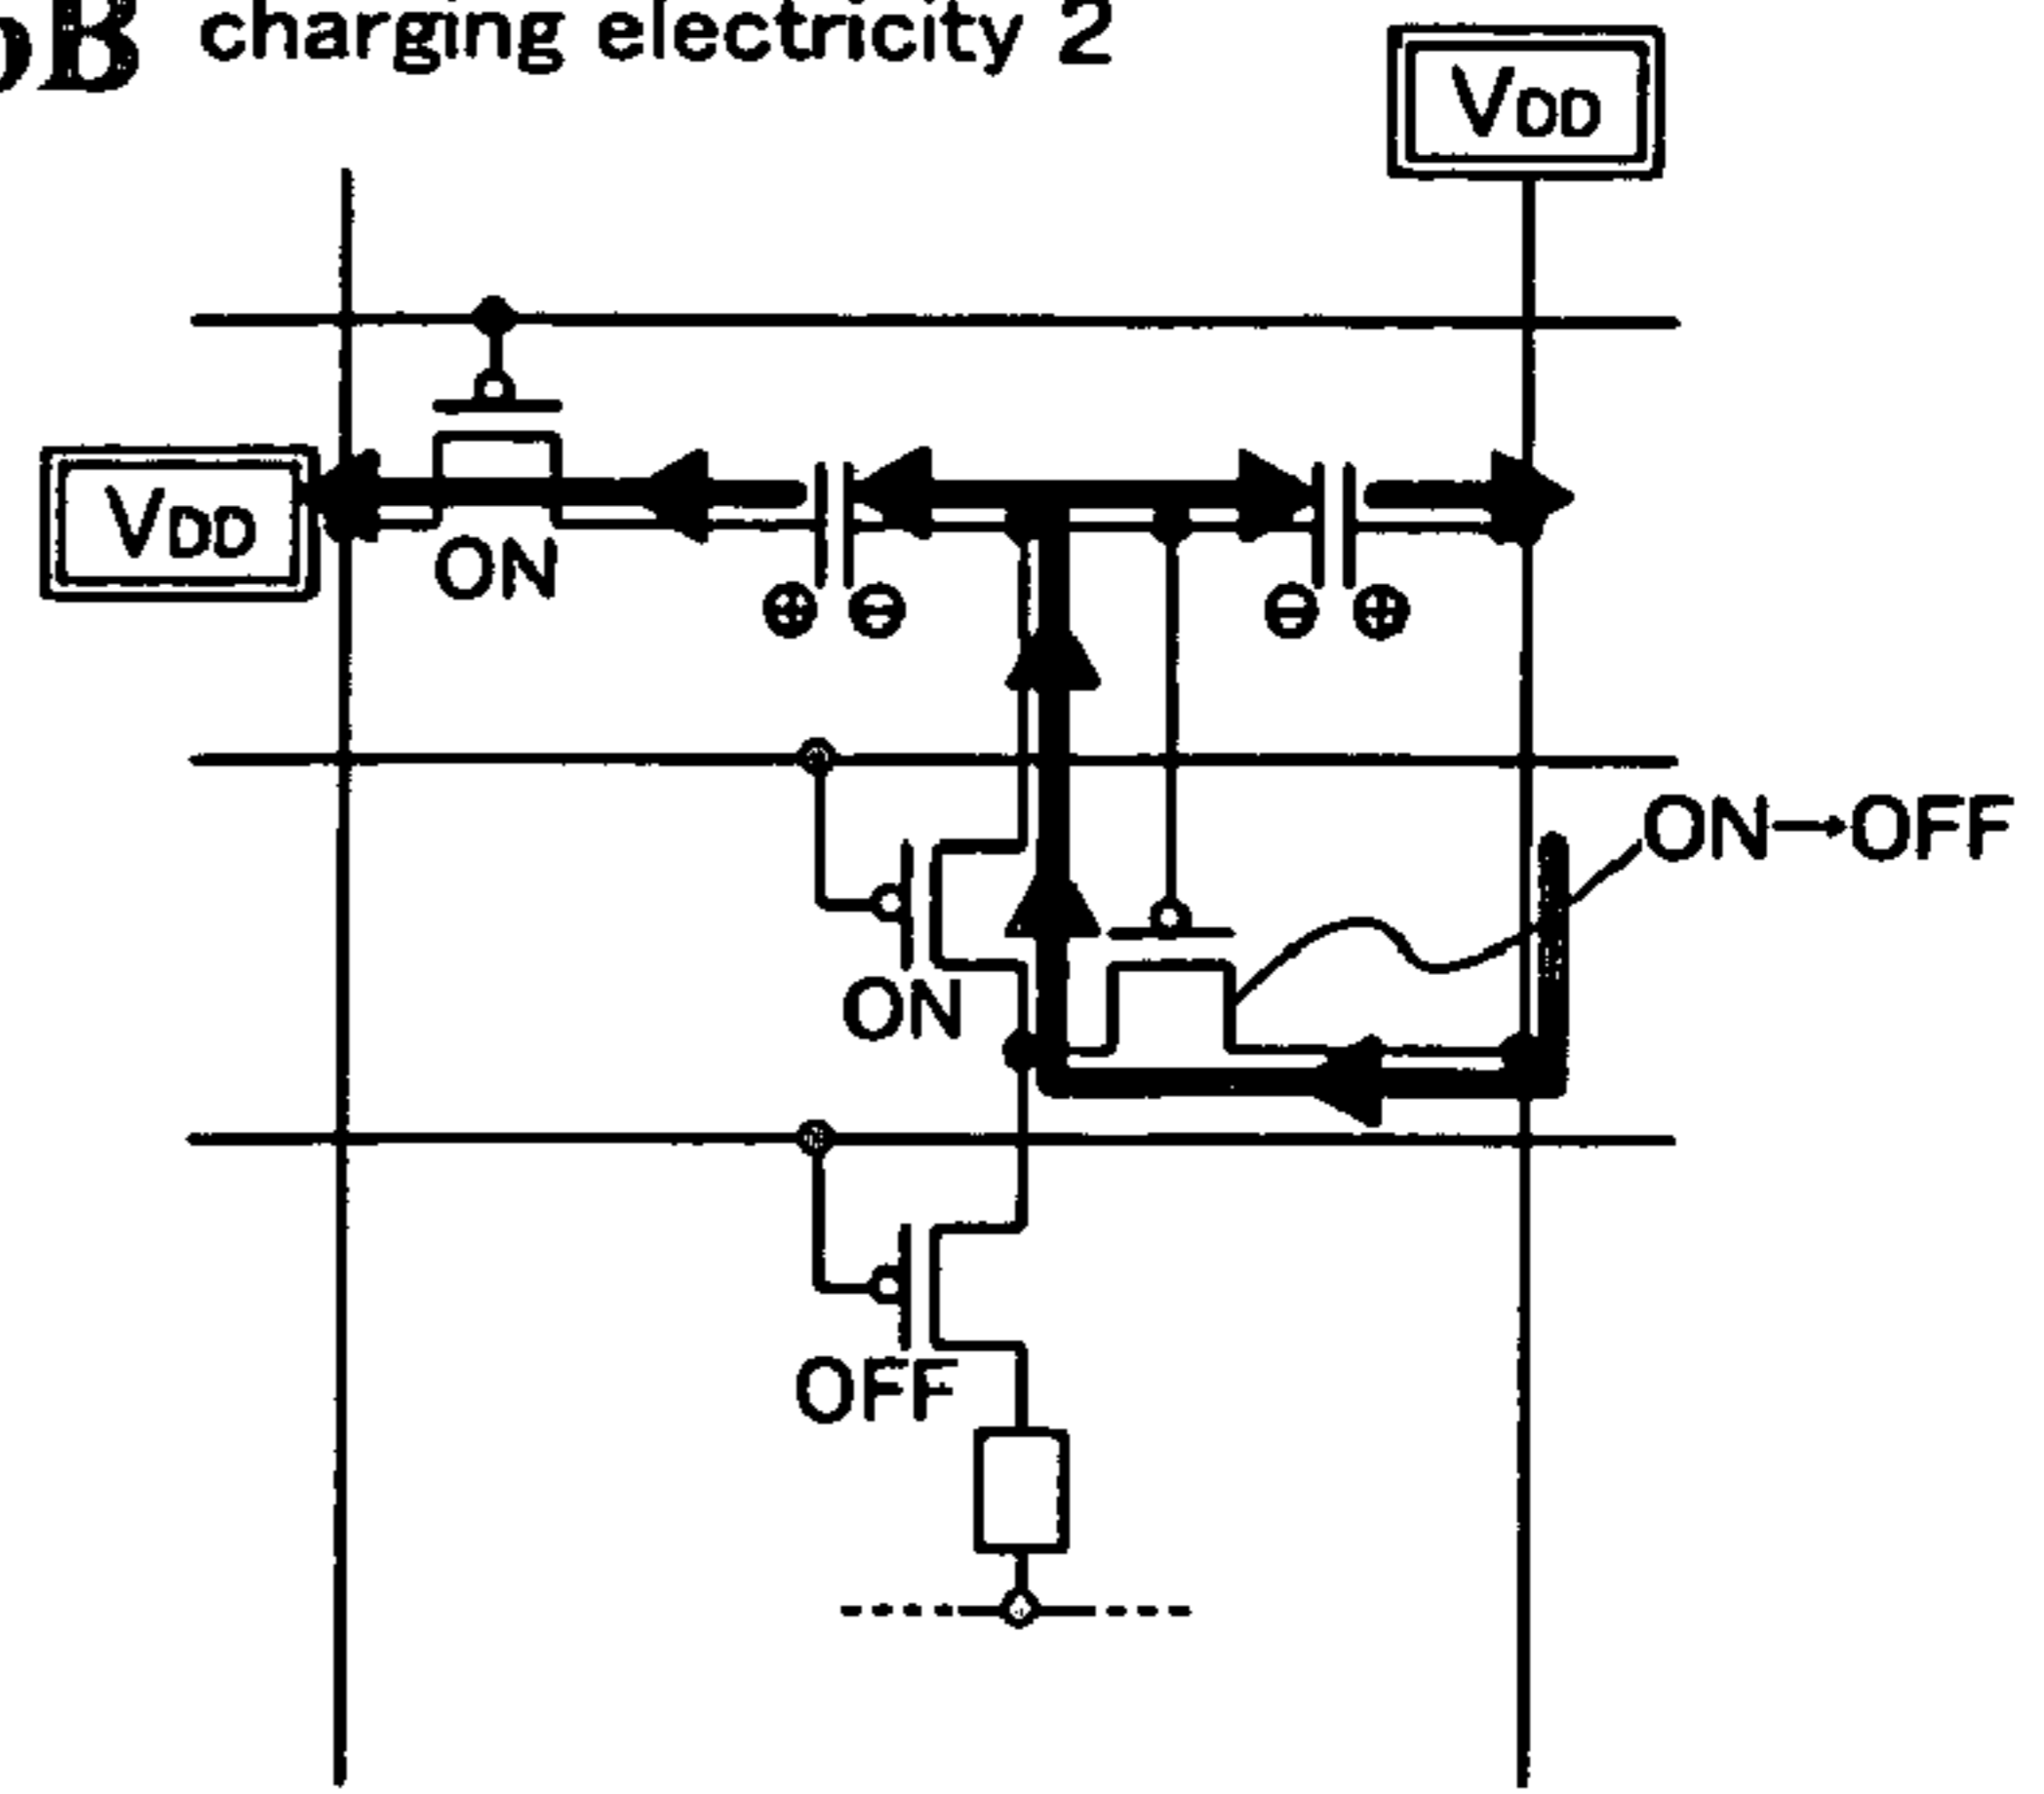 B charging electricity 2
VDD
VDD
ON
⊕ ⊖ ⊖ ⊕
ON→OFF
ON
OFF